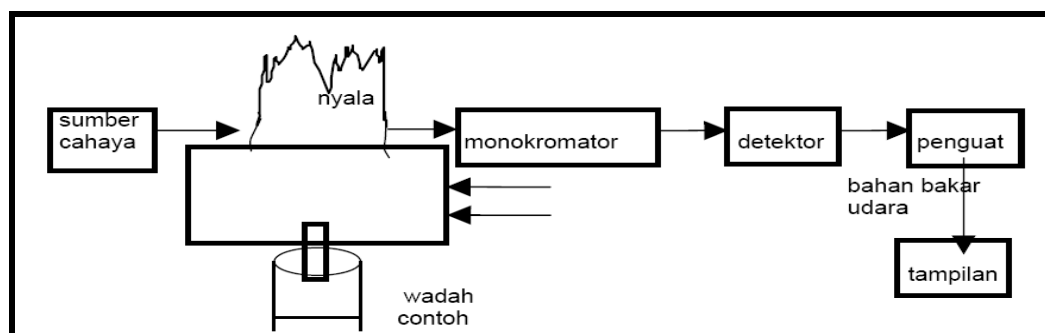 nyala
sumber
cahaya
monokromator
detektor
penguat
bahan bakar
udara
tampilan
wadah
contoh